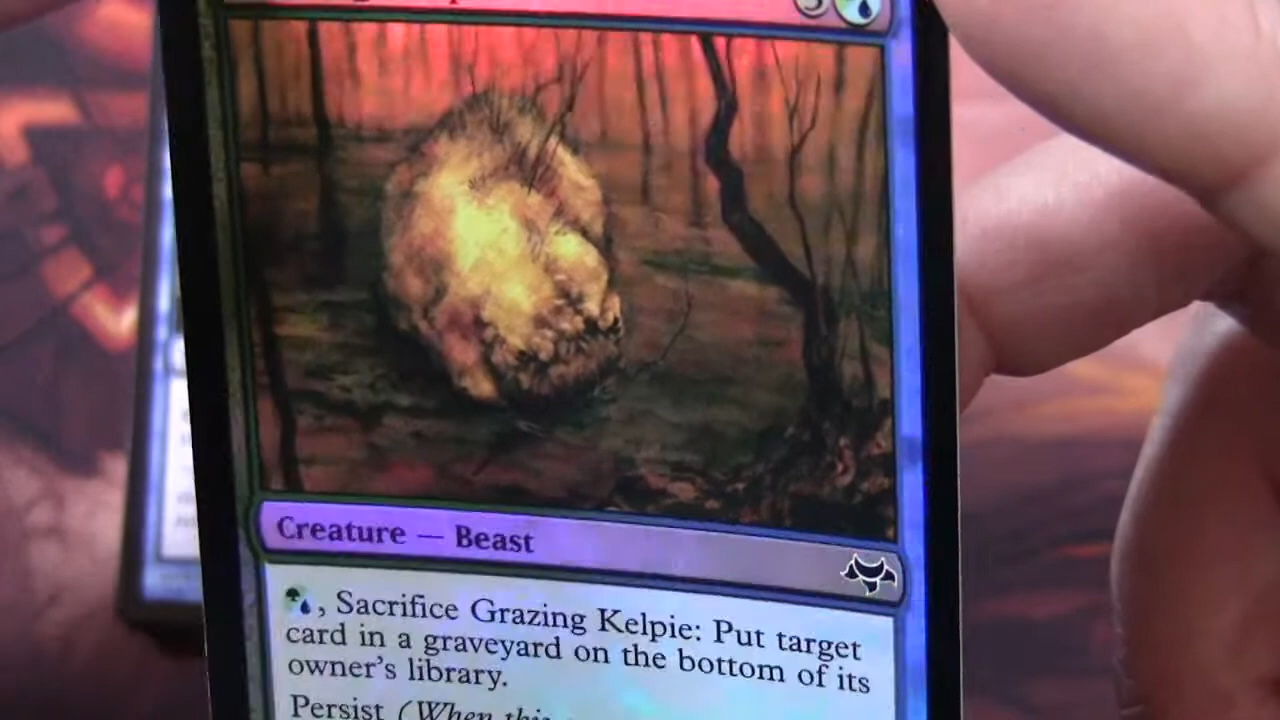 3
Creature — Beast
, Sacrifice Grazing Kelpie: Put target
card in a graveyard on the bottom of its
owner's library.
Persist (When this